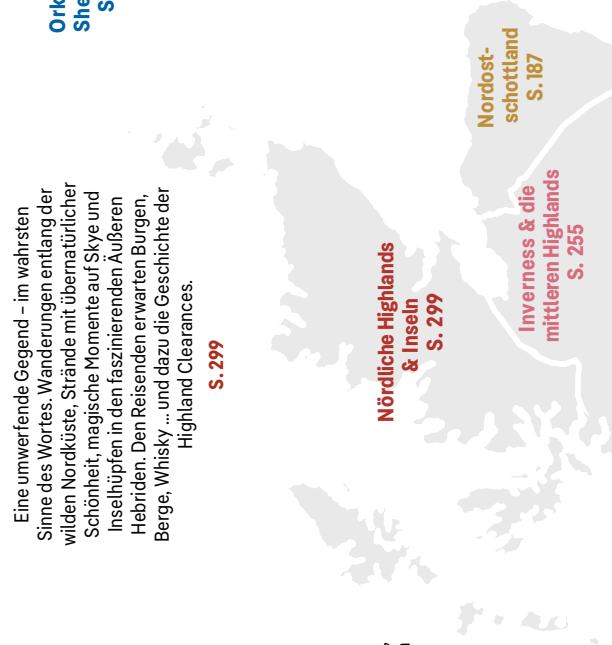 Ork
She
S
Eine umwerfende Gegend – im wahrsten
Sinne des Wortes. Wanderungen entlang der
wilden Nordküste, Strände mit übernatürlicher
Schönheit, magische Momente auf Skye und
Inselhüpfen in den faszinierenden Äußeren
Hebriden. Den Reisenden erwarten Burgen,
Berge, Whisky ... und dazu die Geschichte der
Highland Clearances.
S. 299
Nördliche Highlands
& Inseln
S. 299
Nordost-
schottland
S. 187
Inverness & die
mittleren Highlands
S. 255